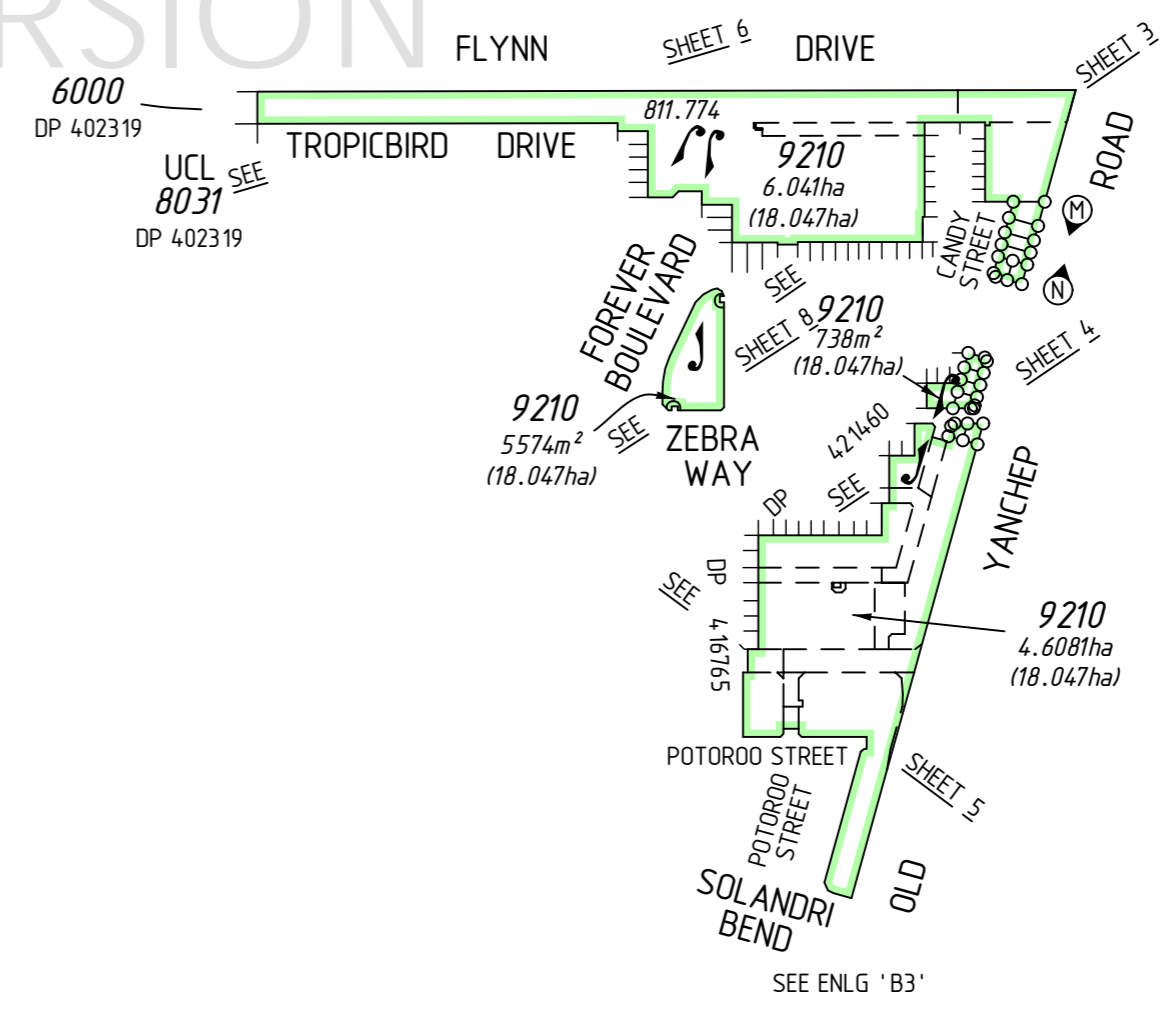 RSION
FLYNN DRIVE
SHEET 6
SHEET 3
6000
DP 402319
811.774
TROPICBIRD DRIVE
UCL SEE
8031
DP 402319
9210
6.041ha
(18.047ha)
ROAD
M
N
CANDY
STREET
FOREVER
BOULEVARD
SEE
SHEET 8
9210
738m²
(18.047ha)
SHEET 4
9210
5574m²
(18.047ha)
SEE
ZEBRA
WAY
421460
SEE
DP
YANCHEP
SEE
DP
416765
9210
4.6081ha
(18.047ha)
POTOROO STREET
POTOROO
STREET
SHEET 5
SOLANDRI
BEND
OLD
SEE ENLG 'B3'